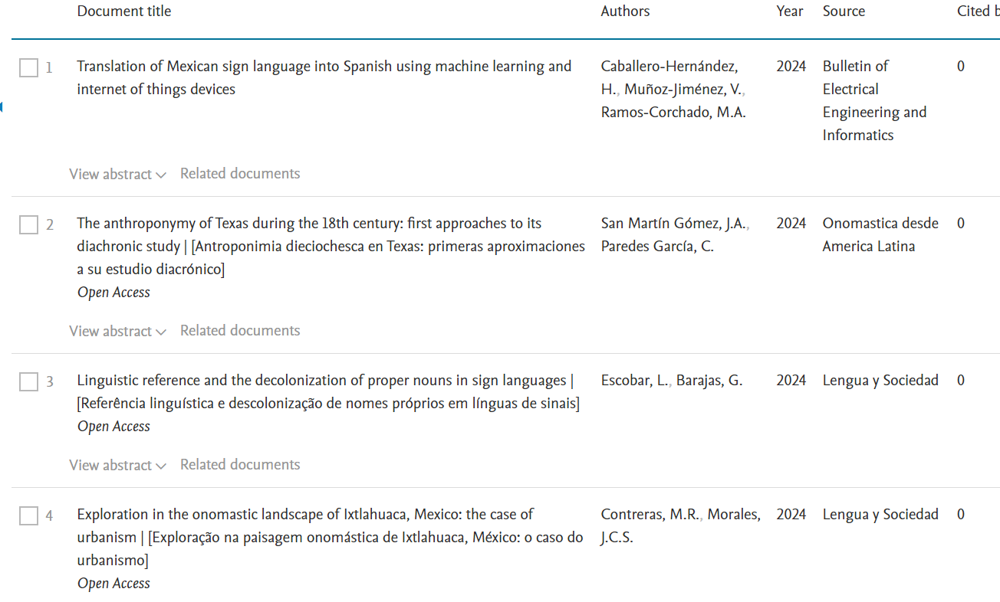 Document title Authors Year Source Cited b
1 Translation of Mexican sign language into Spanish using machine learning and Caballero-Hernández, 2024 Bulletin of 0
internet of things devices H., Muñoz-Jiménez, V., Electrical
Ramos-Corchado, M.A. Engineering and
Informatics
View abstract Related documents
2 The anthroponymy of Texas during the 18th century: first approaches to its San Martín Gómez, J.A., 2024 Onomastica desde 0
diachronic study | [Antroponimia dieciochesca en Texas: primeras aproximaciones Paredes García, C. America Latina
a su estudio diacrónico]
Open Access
View abstract Related documents
3 Linguistic reference and the decolonization of proper nouns in sign languages | Escobar, L., Barajas, G. 2024 Lengua y Sociedad 0
[Referência linguística e descolonização de nomes próprios em línguas de sinais]
Open Access
View abstract Related documents
4 Exploration in the onomastic landscape of Ixtlahuaca, Mexico: the case of Contreras, M.R., Morales, 2024 Lengua y Sociedad 0
urbanism | [Exploração na paisagem onomástica de Ixtlahuaca, México: o caso do J.C.S.
urbanismo]
Open Access